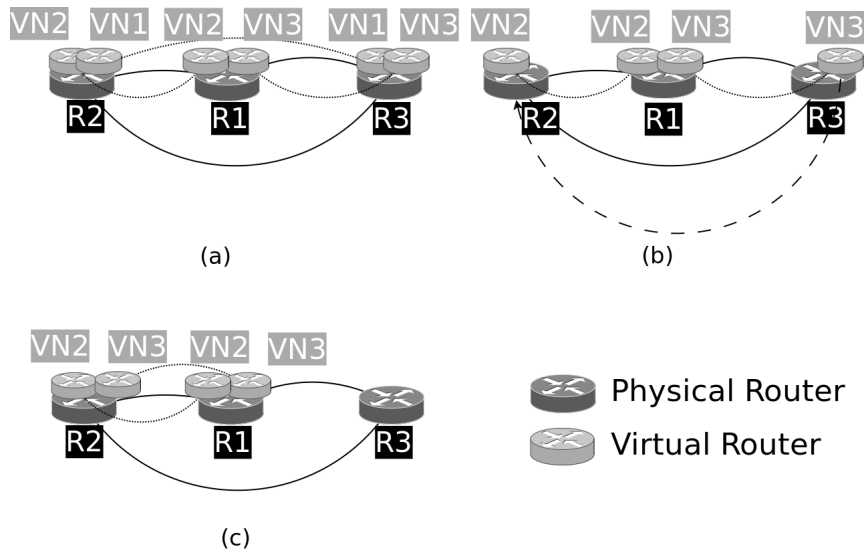 VN2 VN1 VN2 VN3 VN1 VN3
R2 R1 R3
(a)
VN2 VN2 VN3 VN3
R2 R1 R3
(b)
VN2 VN3 VN2 VN3
R2 R1 R3
(c)
Physical Router
Virtual Router